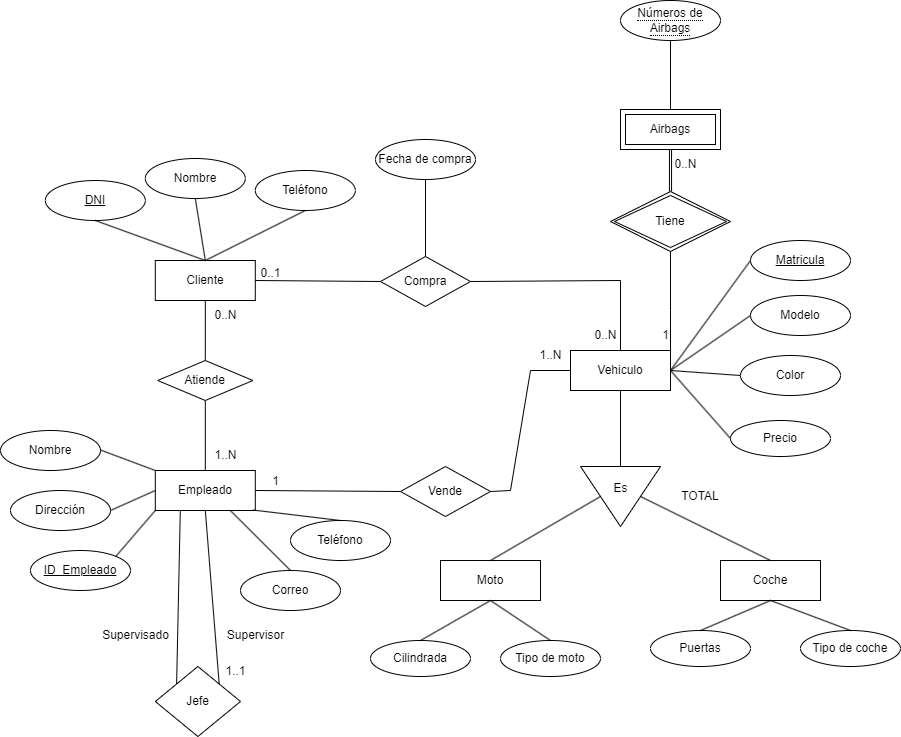 Números de
Airbags
Airbags
0..N
Fecha de compra
Nombre
Teléfono
DNI
Tiene
Matricula
Cliente
0..1
Compra
0..N
Modelo
0..N
1
1..N
Vehiculo
Color
Atiende
Precio
Nombre
1..N
1
Empleado
Vende
Es
TOTAL
Dirección
Teléfono
ID_Empleado
Correo
Moto
Coche
Supervisado
Supervisor
Cilindrada
Tipo de moto
Puertas
Tipo de coche
1..1
Jefe